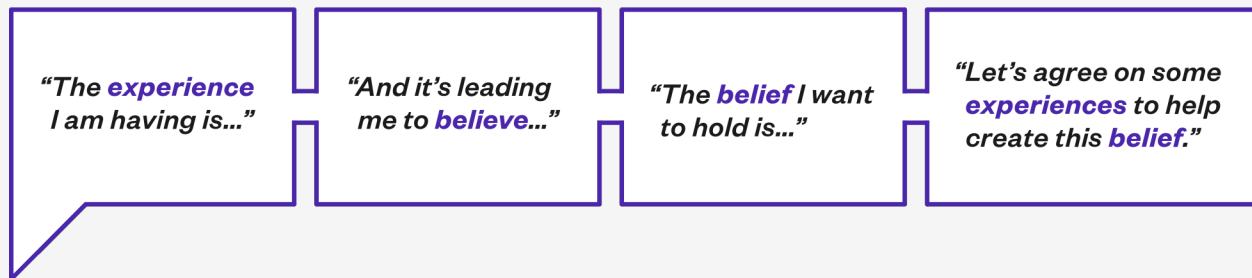 “The experience
I am having is...”
“And it’s leading
me to believe...”
“The belief I want
to hold is...”
“Let’s agree on some
experiences to help
create this belief.”